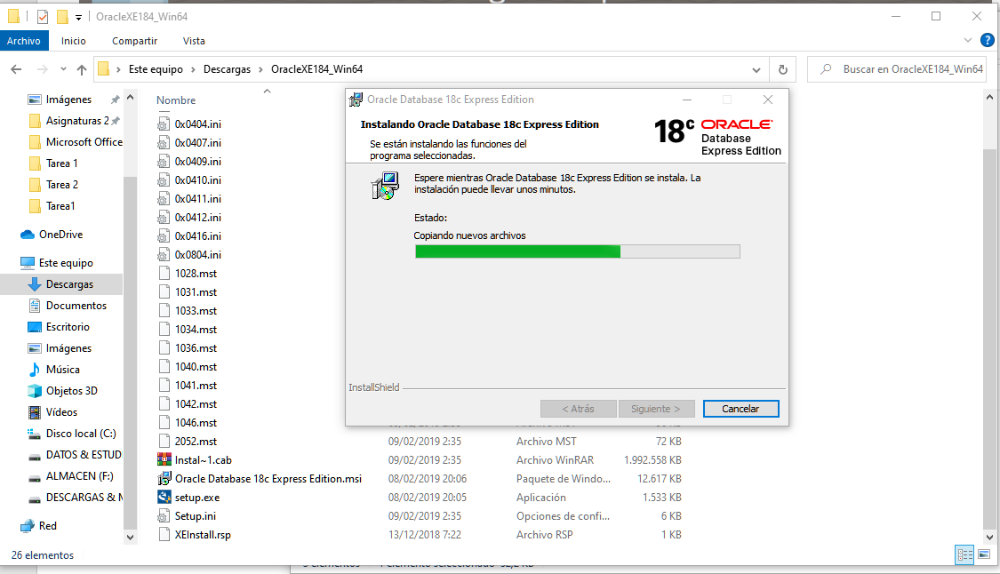 OracleXE184_Win64
Archivo
Inicio
Compartir
Vista
Este equipo
Descargas
OracleXE184_Win64
Buscar en OracleXE184_Win64
Imágenes
Asignaturas 2
Microsoft Office
Tarea 1
Tarea 2
Tarea1
OneDrive
Este equipo
Descargas
Documentos
Escritorio
Imágenes
Música
Objetos 3D
Vídeos
Disco local (C:)
DATOS & ESTUD
ALMACEN (F:)
DESCARGAS & M
Red
Nombre
0x0404.ini
0x0407.ini
0x0409.ini
0x0410.ini
0x0411.ini
0x0412.ini
0x0416.ini
0x0804.ini
1028.mst
1031.mst
1033.mst
1034.mst
1036.mst
1040.mst
1041.mst
1042.mst
1046.mst
2052.mst 09/02/2019 2:35 Archivo MST 72 KB
Instal~1.cab 09/02/2019 2:35 Archivo WinRAR 1.992.558 KB
Oracle Database 18c Express Edition.msi 08/02/2019 20:06 Paquete de Windo... 12.617 KB
setup.exe 08/02/2019 20:05 Aplicación 1.533 KB
Setup.ini 09/02/2019 2:35 Opciones de confi... 6 KB
XEInstall.rsp 13/12/2018 7:22 Archivo RSP 1 KB
Oracle Database 18c Express Edition
Instalando Oracle Database 18c Express Edition
Se están instalando las funciones del
programa seleccionadas.
18c ORACLE
Database
Express Edition
Espere mientras Oracle Database 18c Express Edition se instala. La
instalación puede llevar unos minutos.
Estado:
Copiando nuevos archivos
InstallShield
< Atrás
Siguiente >
Cancelar
26 elementos